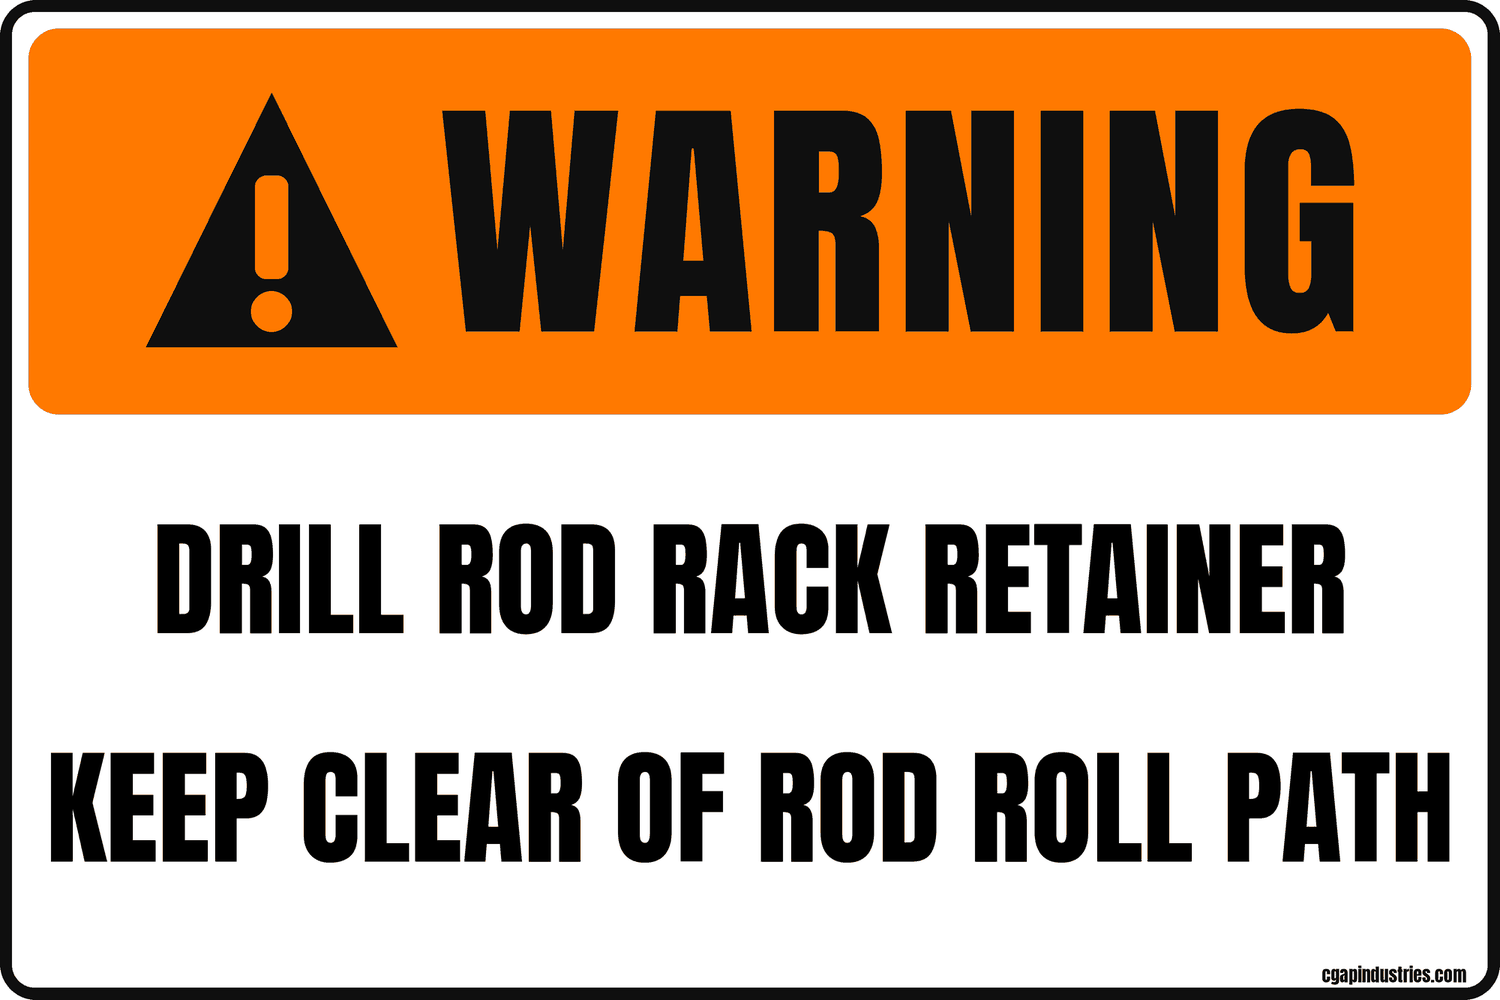 WARNING
DRILL ROD RACK RETAINER
KEEP CLEAR OF ROD ROLL PATH
cgapindustries.com